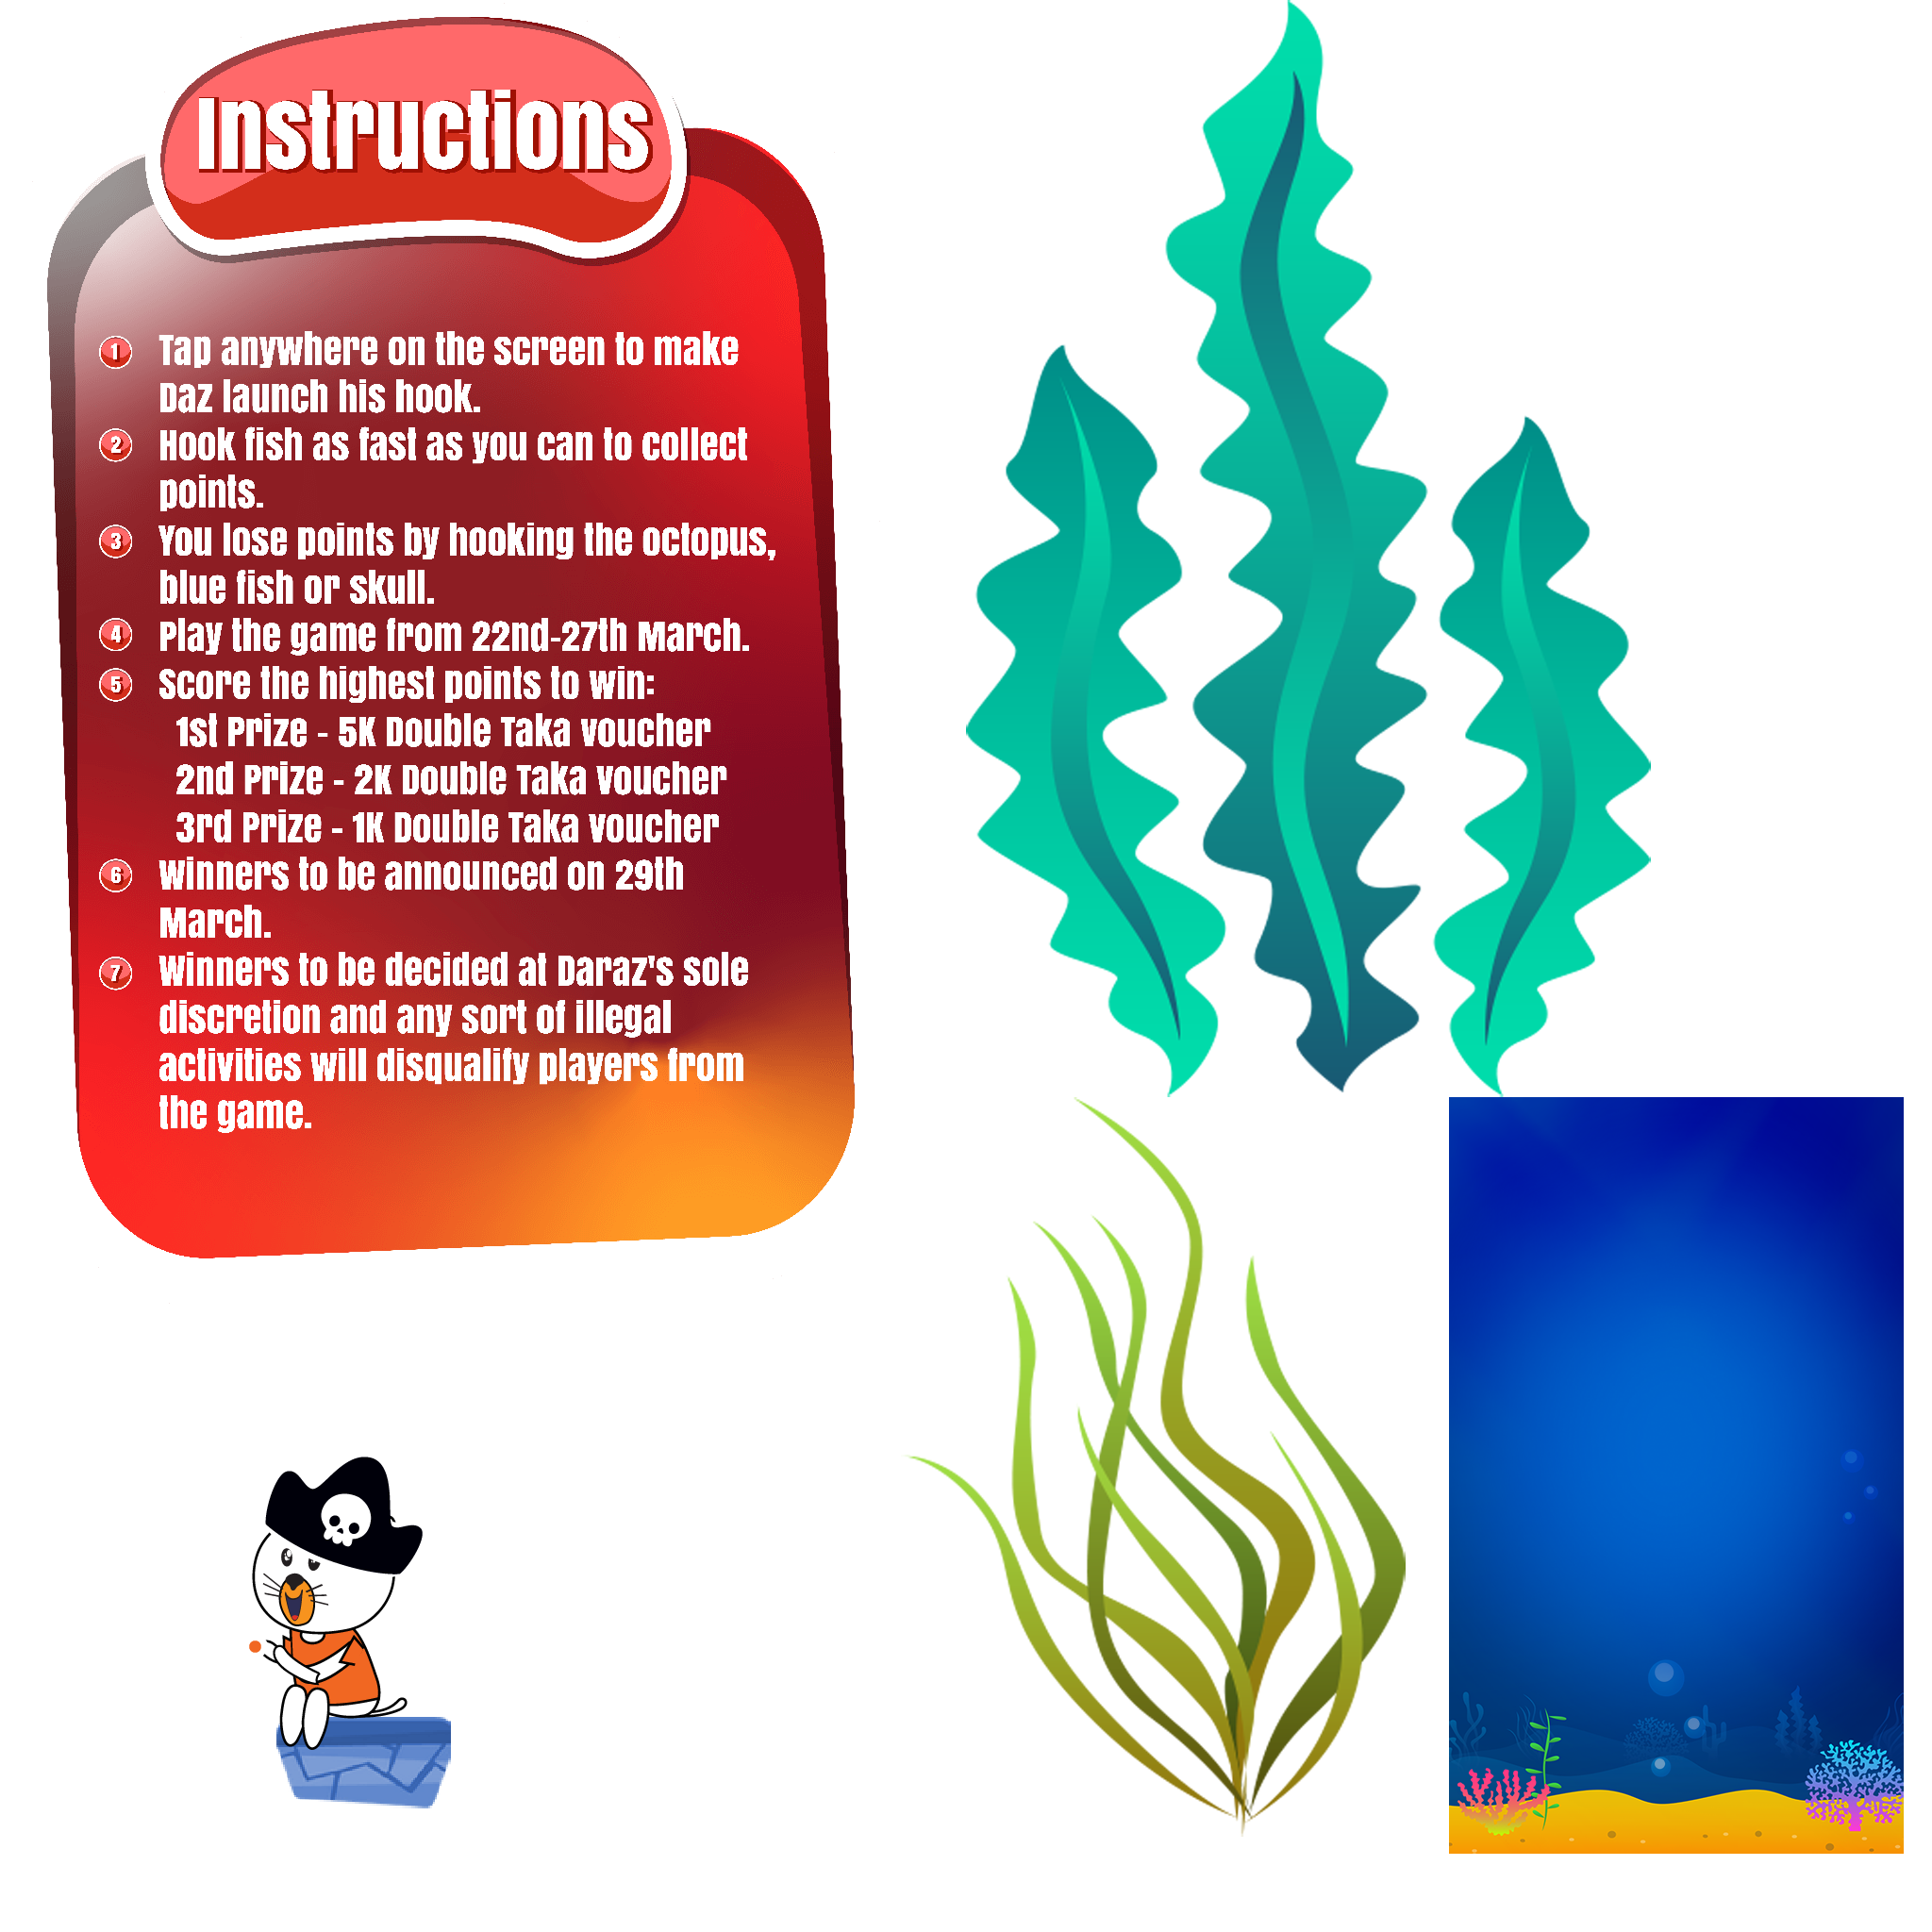 Instructions
1 Tap anywhere on the screen to make
Daz launch his hook.
2 Hook fish as fast as you can to collect
points.
3 You lose points by hooking the octopus,
blue fish or skull.
4 Play the game from 22nd-27th March.
5 Score the highest points to win:
1st Prize - 5K Double Taka voucher
2nd Prize - 2K Double Taka voucher
3rd Prize - 1K Double Taka voucher
6 Winners to be announced on 29th
March.
7 Winners to be decided at Daraz's sole
discretion and any sort of illegal
activities will disqualify players from
the game.